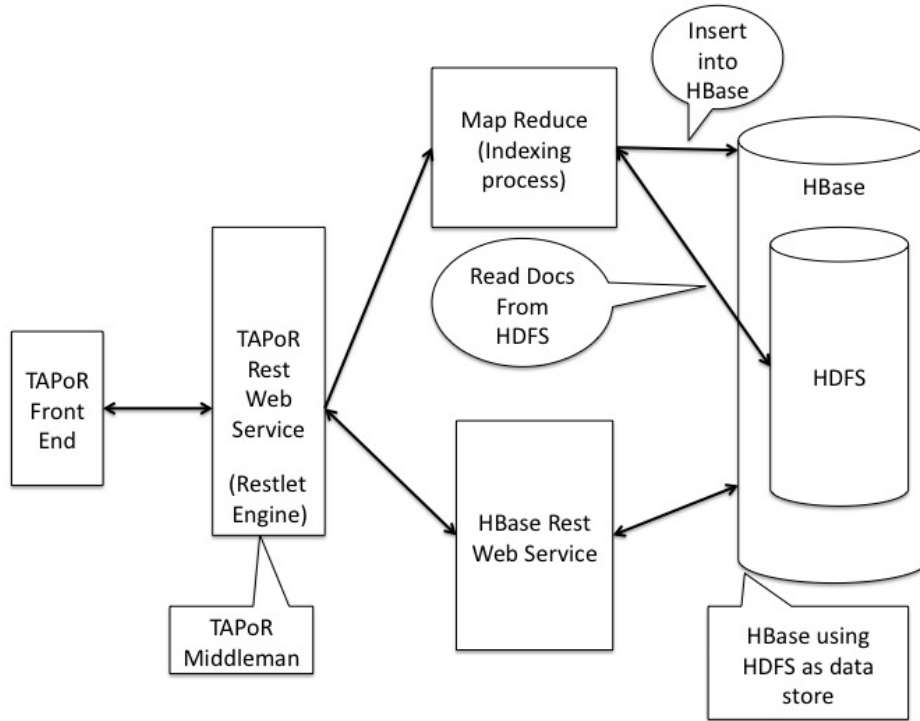 Insert
into
HBase
Map Reduce
(Indexing
process)
HBase
Read Docs
From
HDFS
TAPoR
Rest
Web
Service
(Restlet
Engine)
TAPoR
Front
End
HDFS
HBase Rest
Web Service
TAPoR
Middleman
HBase using
HDFS as data
store